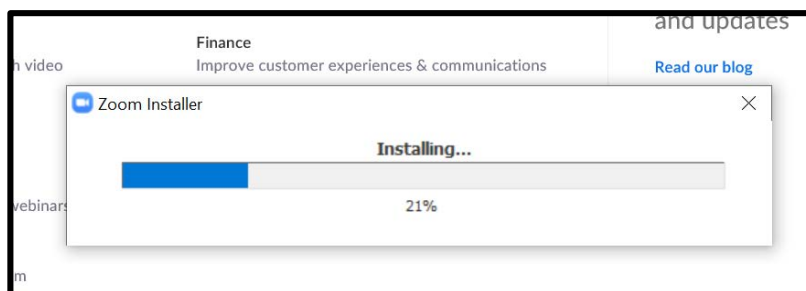 and updates
Finance
h video
Improve customer experiences & communications
Read our blog
Zoom Installer
Installing...
21%
webinars
m